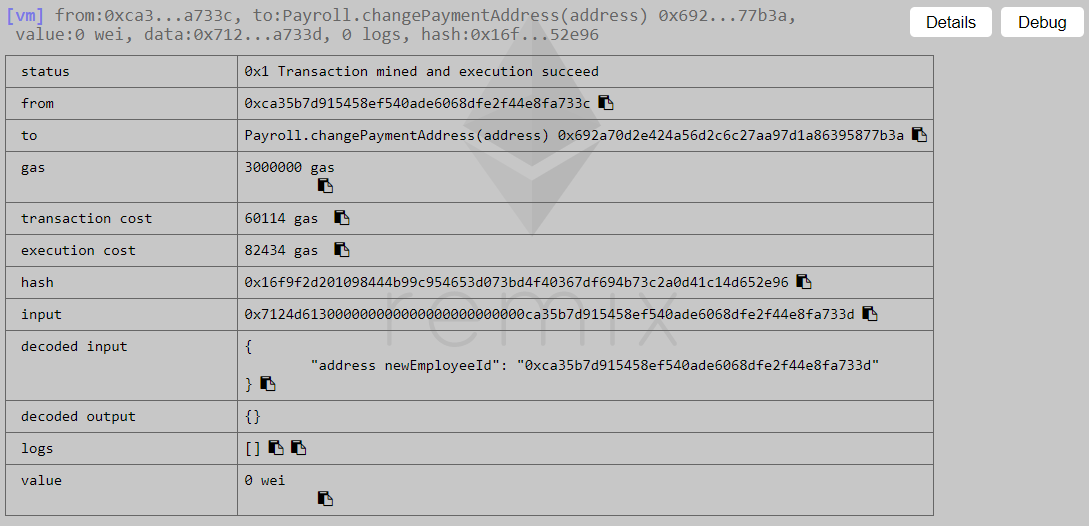 [vm] from:0xca3...a733c, to:Payroll.changePaymentAddress(address) 0x692...77b3a,
value:0 wei, data:0x712...a733d, 0 logs, hash:0x16f...52e96
Details
Debug
status 0x1 Transaction mined and execution succeed
from 0xca35b7d915458ef540ade6068dfe2f44e8fa733c
to Payroll.changePaymentAddress(address) 0x692a70d2e424a56d2c6c27aa97d1a86395877b3a
gas 3000000 gas
transaction cost 60114 gas
execution cost 82434 gas
hash 0x16f9f2d201098444b99c954653d073bd4f40367df694b73c2a0d41c14d652e96
input 0x7124d613000000000000000000000000ca35b7d915458ef540ade6068dfe2f44e8fa733d
decoded input {
"address newEmployeeId": "0xca35b7d915458ef540ade6068dfe2f44e8fa733d"
}
decoded output {}
logs []
value 0 wei
remix